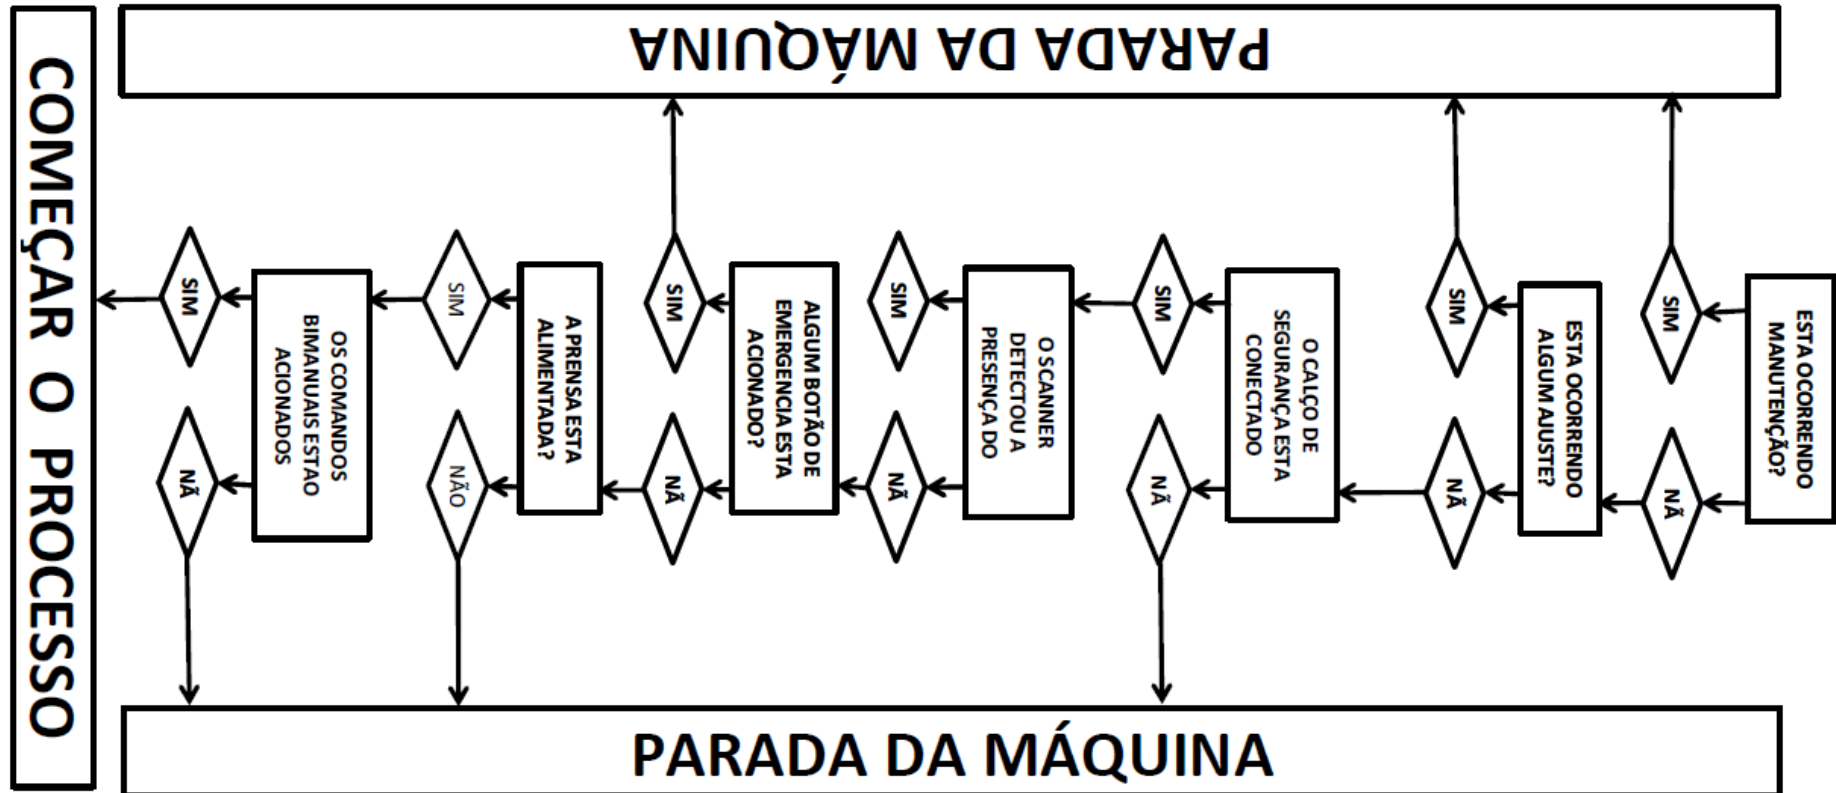 ESTA OCORRENDO
MANUTENÇÃO?
SIM
NÃ
ESTA OCORRENDO
ALGUM AJUSTE?
SIM
NÃ
O CALÇO DE
SEGURANÇA ESTA
CONECTADO
SIM
NÃ
O SCANNER
DETECTOU A
PRESENÇA DO
SIM
NÃ
ALGUM BOTÃO DE
EMERGENCIA ESTA
ACIONADO?
SIM
NÃ
A PRENSA ESTA
ALIMENTADA?
SIM
NÃO
OS COMANDOS
BIMANUAIS ESTAO
ACIONADOS
SIM
NÃ
COMEÇAR O PROCESSO
PARADA DA MÁQUINA
PARADA DA MÁQUINA